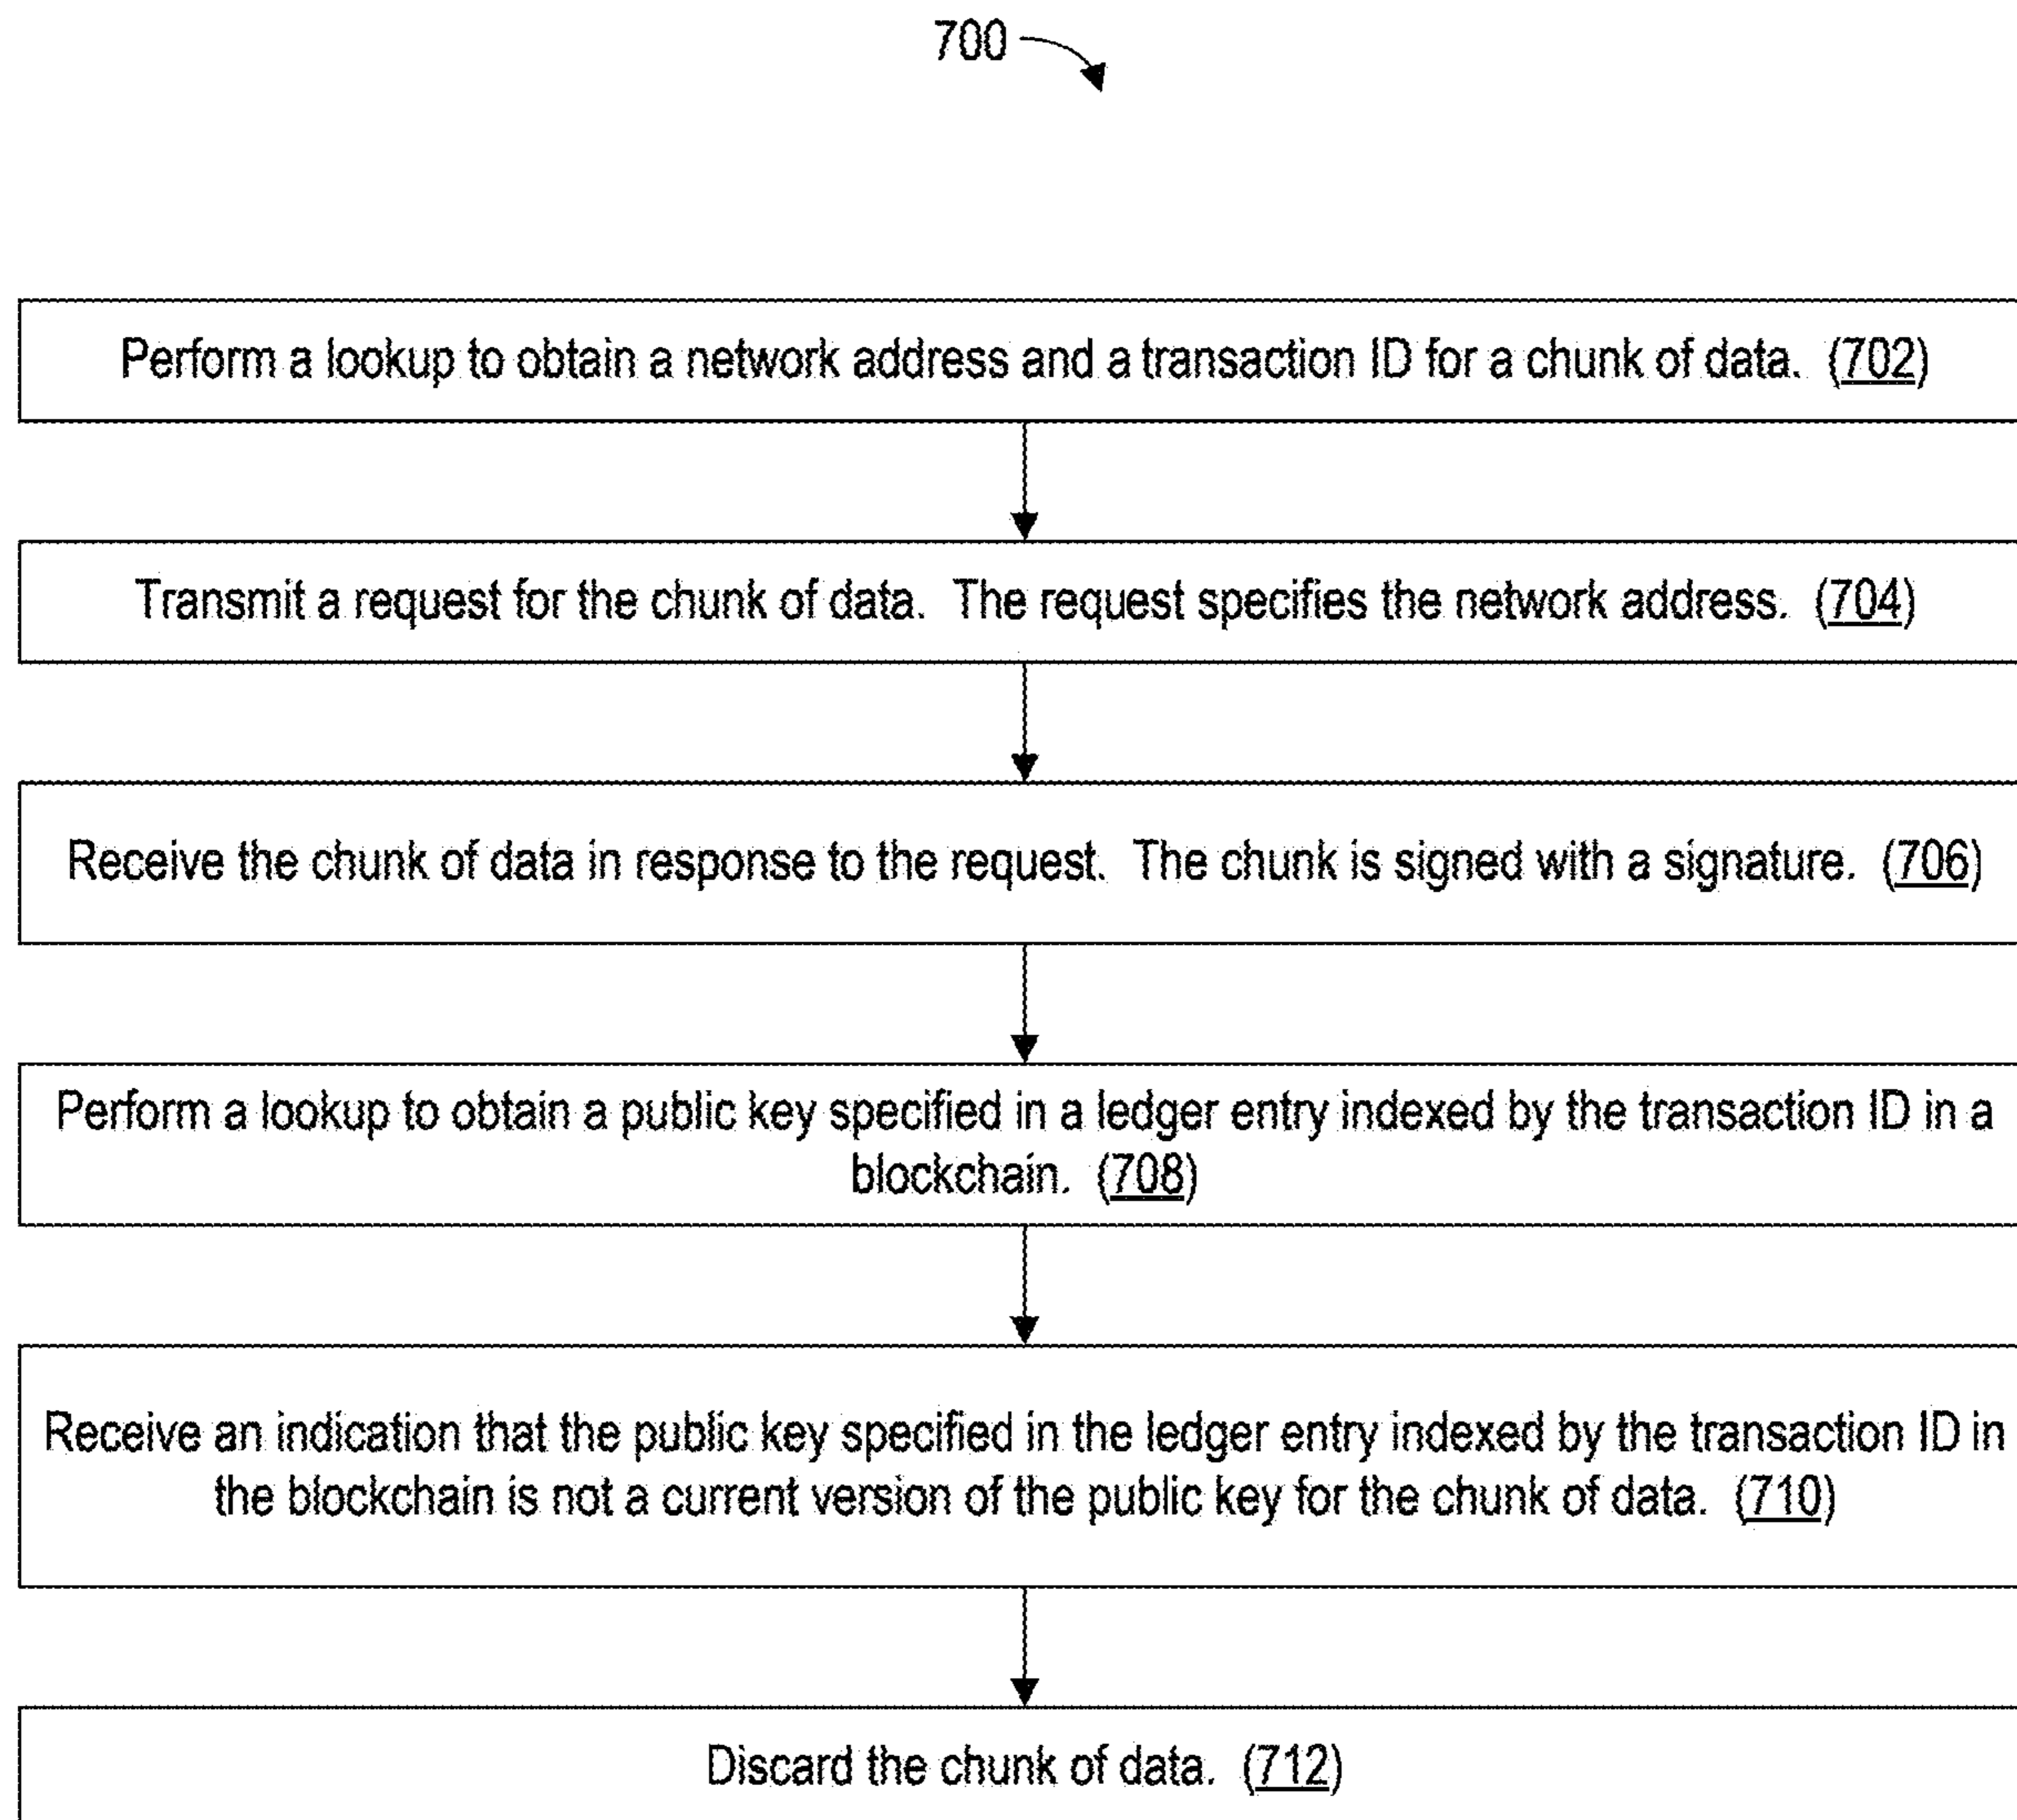 700
Perform a lookup to obtain a network address and a transaction ID for a chunk of data. (702)
Transmit a request for the chunk of data. The request specifies the network address. (704)
Receive the chunk of data in response to the request. The chunk is signed with a signature. (706)
Perform a lookup to obtain a public key specified in a ledger entry indexed by the transaction ID in a
blockchain. (708)
Receive an indication that the public key specified in the ledger entry indexed by the transaction ID in
the blockchain is not a current version of the public key for the chunk of data. (710)
Discard the chunk of data. (712)